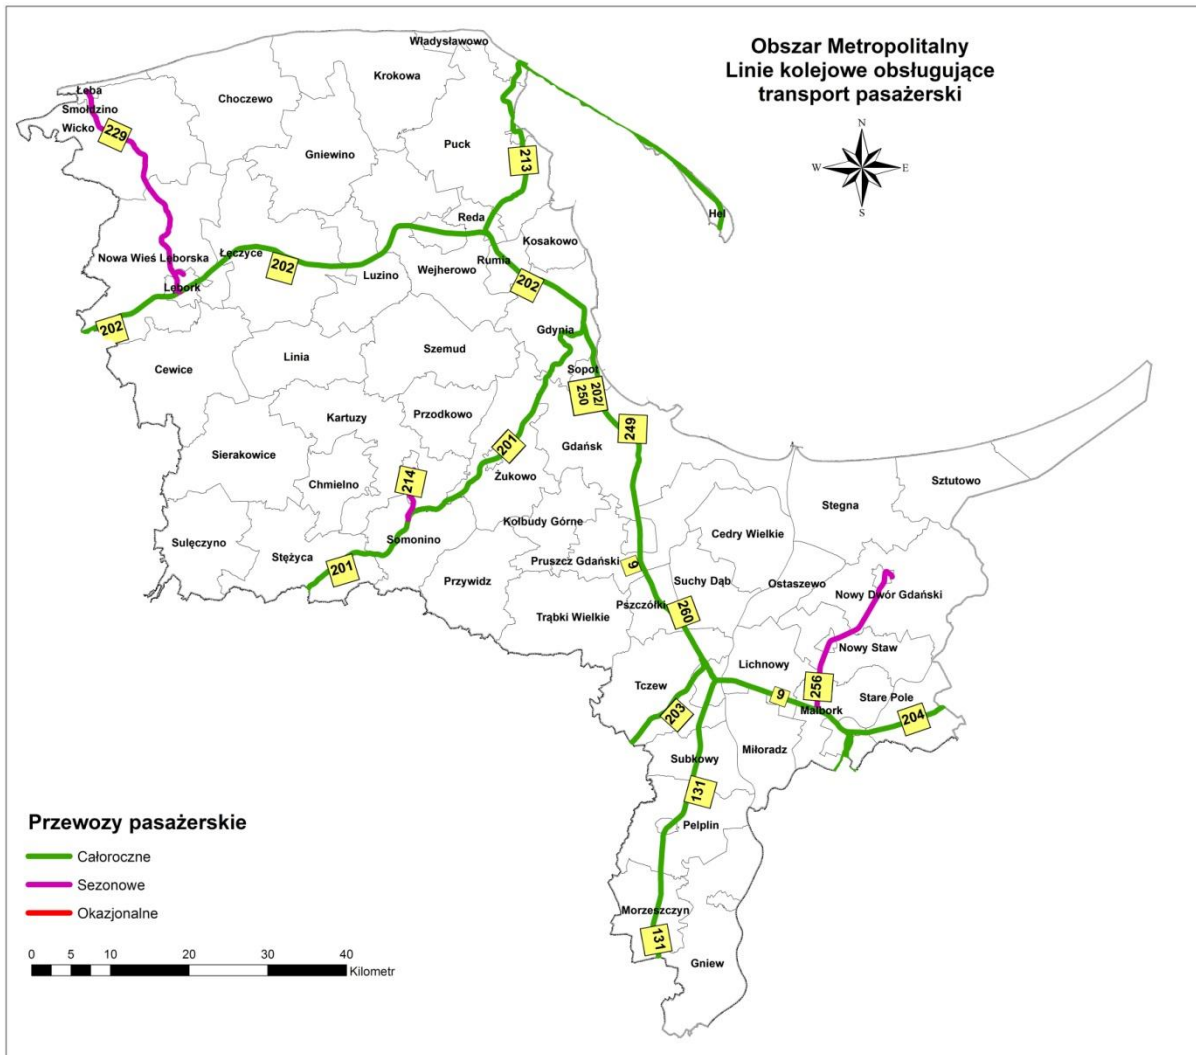 Obszar Metropolitalny
Linie kolejowe obsługujące
transport pasażerski
N
W
E
S
Władysławowo
Krokowa
Łeba
Choczewo
Smołdzino
Wicko
229
Puck
Gniewino
213
Hel
Reda
Kosakowo
Nowa Wieś Lęborska
Łęczyce
202
Luzino
Wejherowo
Rumia
202
Lębork
202
Gdynia
Szemud
Linia
Cewice
Sopot
202/
250
Kartuzy
Przodkowo
249
201
Gdańsk
Sierakowice
Chmielno
214
Żukowo
Sztutowo
Stegna
Kołbudy Górne
Cedry Wielkie
Sulęczyno
Somonino
Stężyca
201
Pruszcz Gdański
9
Przywidz
Suchy Dąb
Ostaszewo
Nowy Dwór Gdański
Pszczółki
260
Trąbki Wielkie
Nowy Staw
Lichnowy
Tczew
256
9
Stare Pole
Malbork
203
204
Miłoradz
Subkowy
131
Pelplin
Morzeszczyn
131
Gniew
Przewozy pasażerskie
Całoroczne
Sezonowe
Okazjonalne
0 5 10 20 30 40
Kilometr